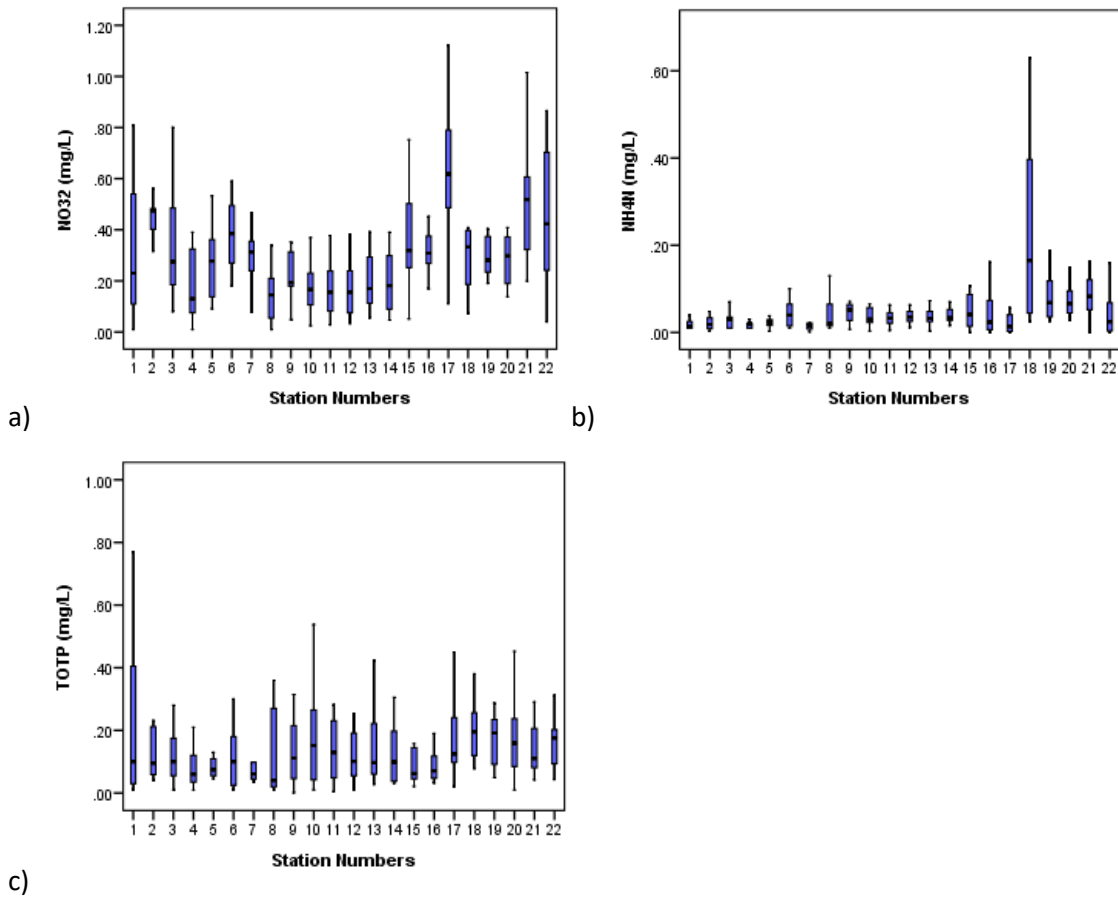 1.20
1.00
.80
.60
.40
.20
.00
NO32 (mg/L)
1 2 3 4 5 6 7 8 9 10 11 12 13 14 15 16 17 18 19 20 21 22
Station Numbers
a)
.60
.40
.20
.00
NH4N (mg/L)
1 2 3 4 5 6 7 8 9 10 11 12 13 14 15 16 17 18 19 20 21 22
Station Numbers
b)
1.00
.80
.60
.40
.20
.00
TOTP (mg/L)
1 2 3 4 5 6 7 8 9 10 11 12 13 14 15 16 17 18 19 20 21 22
Station Numbers
c)